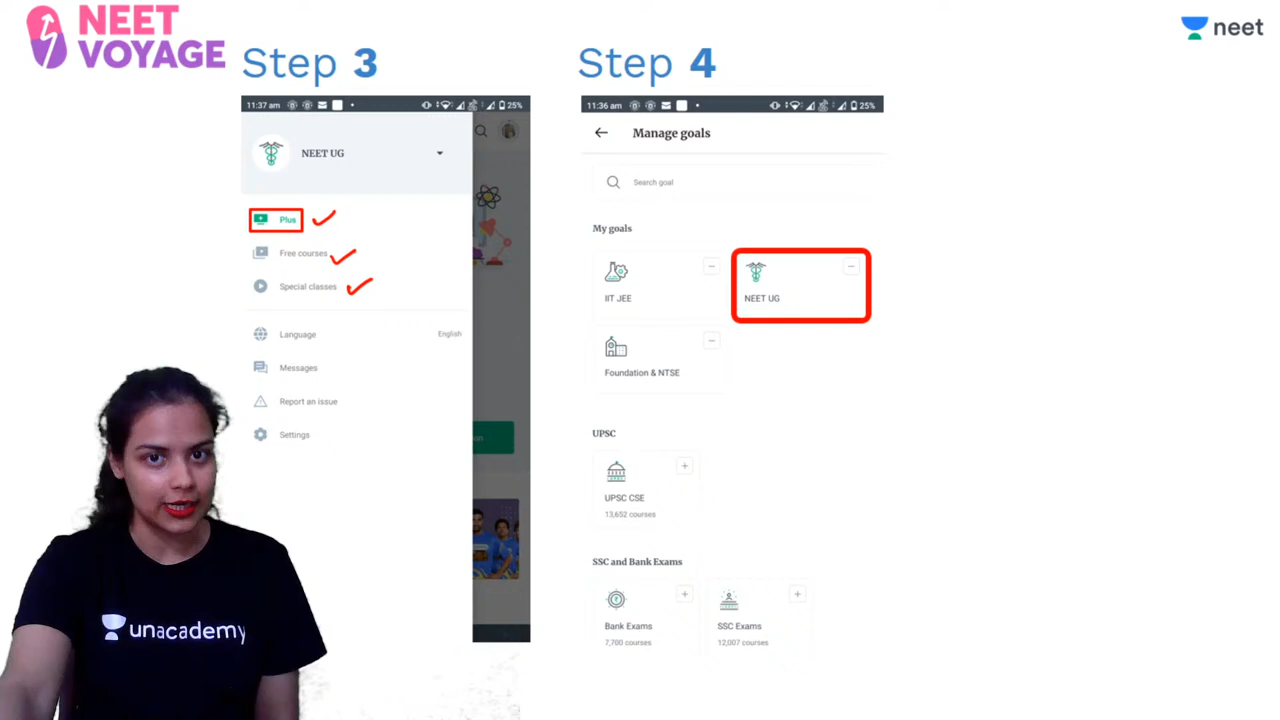 NEET
VOYAGE
neet
Step 3
11:37 am
25%
NEET UG
Plus
Free courses
Special classes
Language
English
Messages
Report an issue
Settings
Step 4
11:36 am
25%
Manage goals
Search goal
My goals
IIT JEE
NEET UG
Foundation & NTSE
UPSC
UPSC CSE
13,652 courses
SSC and Bank Exams
Bank Exams
7,700 courses
SSC Exams
12,007 courses
unacademy